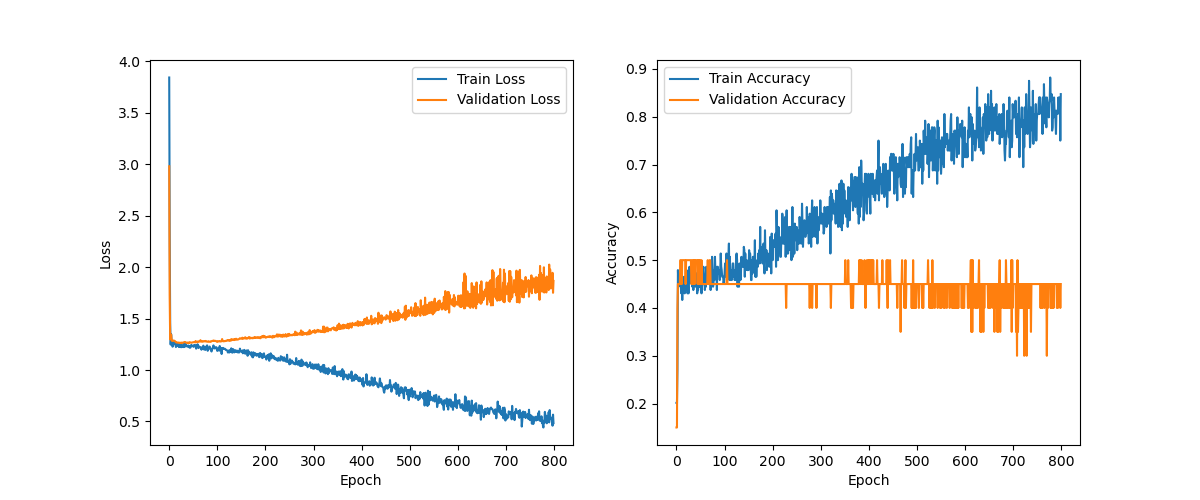 4.0
3.5
3.0
2.5
2.0
1.5
1.0
0.5
Loss
0 100 200 300 400 500 600 700 800
Epoch
Train Loss
Validation Loss
0.9
0.8
0.7
0.6
0.5
0.4
0.3
0.2
Accuracy
0 100 200 300 400 500 600 700 800
Epoch
Train Accuracy
Validation Accuracy